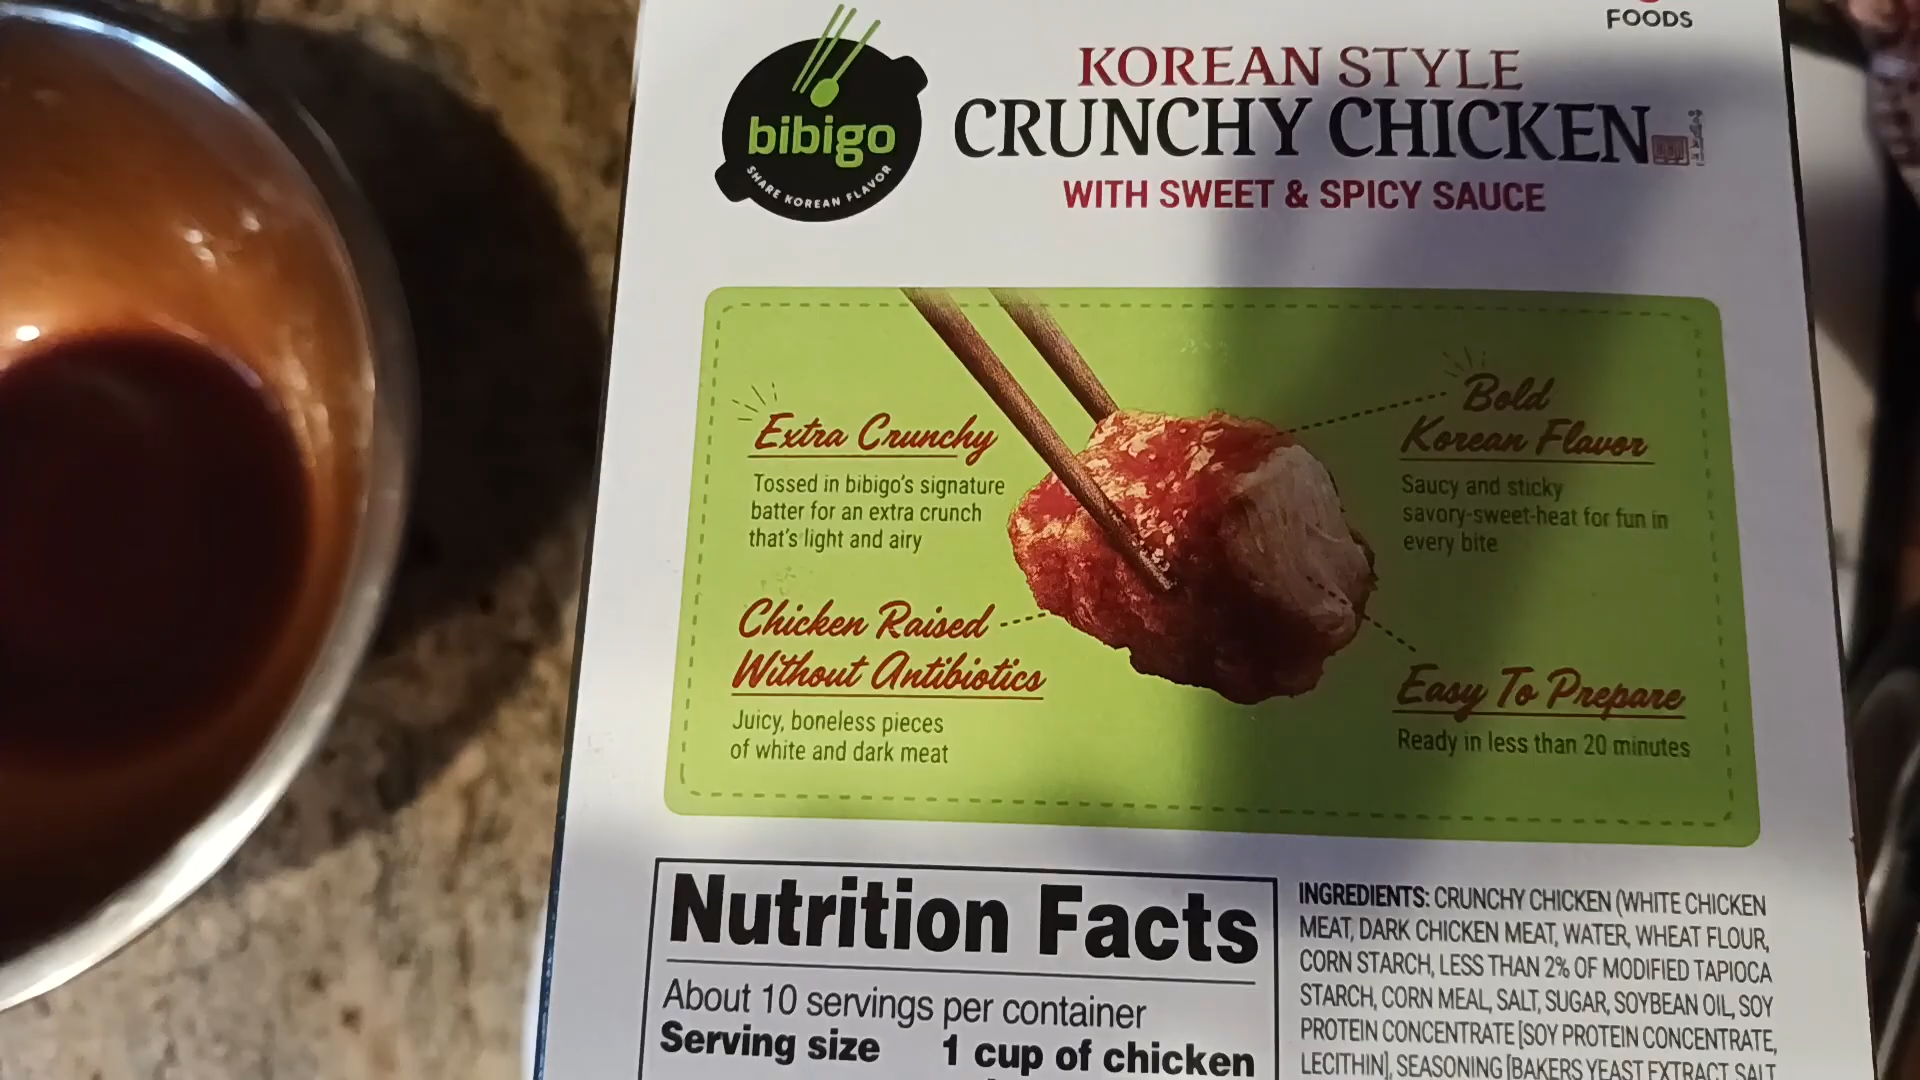 FOODS
bibigo
SHARE KOREAN FLAVOR
KOREAN STYLE
CRUNCHY CHICKEN
WITH SWEET & SPICY SAUCE
Extra Crunchy
Tossed in bibigo's signature
batter for an extra crunch
that's light and airy
Bold
Korean Flavor
Saucy and sticky
savory-sweet-heat for fun in
every bite
Chicken Raised
Without Antibiotics
Juicy, boneless pieces
of white and dark meat
Easy To Prepare
Ready in less than 20 minutes
Nutrition Facts
About 10 servings per container
Serving size 1 cup of chicken
INGREDIENTS: CRUNCHY CHICKEN (WHITE CHICKEN
MEAT, DARK CHICKEN MEAT, WATER, WHEAT FLOUR,
CORN STARCH, LESS THAN 2% OF MODIFIED TAPIOCA
STARCH, CORN MEAL, SALT, SUGAR, SOYBEAN OIL, SOY
PROTEIN CONCENTRATE [SOY PROTEIN CONCENTRATE,
LECITHIN], SEASONING [BAKERS YEAST EXTRACT, SALT